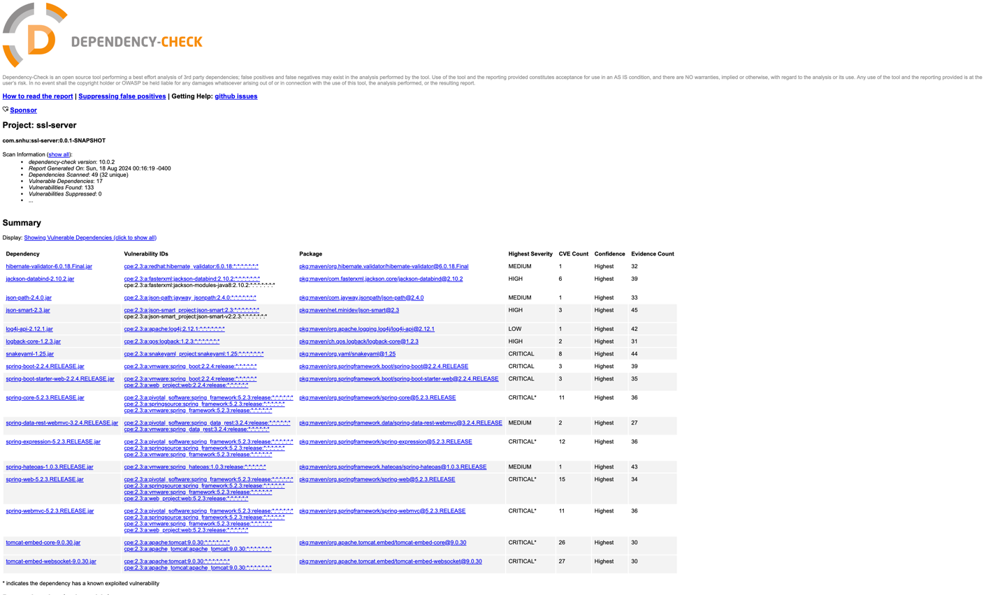 DEPENDENCY-CHECK
Dependency-Check is an open source tool performing a best effort analysis of 3rd party dependencies; false positives and false negatives may exist in the analysis performed by the tool. Use of the tool and the reporting provided constitutes acceptance for use in an AS IS condition, and there are NO warranties, implied or otherwise, with regard to the analysis or its use. Any use of the tool and the reporting provided is at the
user's risk. In no event shall the copyright holder or OWASP be held liable for any damages whatsoever arising out of or in connection with the use of this tool, the analysis performed, or the resulting report.
How to read the report | Suppressing false positives | Getting Help: github issues
Sponsor
Project: ssl-server
com.snhu:ssl-server:0.0.1-SNAPSHOT
Scan Information (show all):
• dependency-check version: 10.0.2
• Report Generated On: Sun, 18 Aug 2024 00:16:19 -0400
• Dependencies Scanned: 49 (32 unique)
• Vulnerable Dependencies: 17
• Vulnerabilities Found: 133
• Vulnerabilities Suppressed: 0
• ...
Summary
Display: Showing Vulnerable Dependencies (click to show all)
Dependency Vulnerability IDs Package Highest Severity CVE Count Confidence Evidence Count
hibernate-validator-6.0.18.Final.jar cpe:2.3:a:redhat:hibernate_validator:6.0.18:*:*:*:*:*:*:* pkg:maven/org.hibernate.validator/hibernate-validator@6.0.18.Final MEDIUM 1 Highest 32
jackson-databind-2.10.2.jar cpe:2.3:a:fasterxml:jackson-databind:2.10.2:*:*:*:*:*:*:* pkg:maven/com.fasterxml.jackson.core/jackson-databind@2.10.2 HIGH 6 Highest 39
cpe:2.3:a:fasterxml:jackson-modules-java8:2.10.2:*:*:*:*:*:*:*
json-path-2.4.0.jar cpe:2.3:a:json-path:jayway_jsonpath:2.4.0:*:*:*:*:*:*:* pkg:maven/com.jayway.jsonpath/json-path@2.4.0 MEDIUM 1 Highest 33
json-smart-2.3.jar cpe:2.3:a:json-smart_project:json-smart:2.3:*:*:*:*:*:*:* pkg:maven/net.minidev/json-smart@2.3 HIGH 3 Highest 45
cpe:2.3:a:json-smart_project:json-smart-v2:2.3:*:*:*:*:*:*:*
log4j-api-2.12.1.jar cpe:2.3:a:apache:log4j:2.12.1:*:*:*:*:*:*:* pkg:maven/org.apache.logging.log4j/log4j-api@2.12.1 LOW 1 Highest 42
logback-core-1.2.3.jar cpe:2.3:a:qos:logback:1.2.3:*:*:*:*:*:*:* pkg:maven/ch.qos.logback/logback-core@1.2.3 HIGH 2 Highest 31
snakeyaml-1.25.jar cpe:2.3:a:snakeyaml_project:snakeyaml:1.25:*:*:*:*:*:*:* pkg:maven/org.yaml/snakeyaml@1.25 CRITICAL 8 Highest 44
spring-boot-2.2.4.RELEASE.jar cpe:2.3:a:vmware:spring_boot:2.2.4:release:*:*:*:*:*:* pkg:maven/org.springframework.boot/spring-boot@2.2.4.RELEASE CRITICAL 3 Highest 39
spring-boot-starter-web-2.2.4.RELEASE.jar cpe:2.3:a:vmware:spring_boot:2.2.4:release:*:*:*:*:*:* pkg:maven/org.springframework.boot/spring-boot-starter-web@2.2.4.RELEASE CRITICAL 3 Highest 35
cpe:2.3:a:web_project:web:2.2.4:release:*:*:*:*:*:*
spring-core-5.2.3.RELEASE.jar cpe:2.3:a:pivotal_software:spring_framework:5.2.3:release:*:*:*:*:*:* pkg:maven/org.springframework/spring-core@5.2.3.RELEASE CRITICAL* 11 Highest 36
cpe:2.3:a:springsource:spring_framework:5.2.3:release:*:*:*:*:*:*
cpe:2.3:a:vmware:spring_framework:5.2.3:release:*:*:*:*:*:*
spring-data-rest-webmvc-3.2.4.RELEASE.jar cpe:2.3:a:pivotal_software:spring_data_rest:3.2.4:release:*:*:*:*:*:* pkg:maven/org.springframework.data/spring-data-rest-webmvc@3.2.4.RELEASE MEDIUM 2 Highest 27
cpe:2.3:a:vmware:spring_data_rest:3.2.4:release:*:*:*:*:*:*
spring-expression-5.2.3.RELEASE.jar cpe:2.3:a:pivotal_software:spring_framework:5.2.3:release:*:*:*:*:*:* pkg:maven/org.springframework/spring-expression@5.2.3.RELEASE CRITICAL* 12 Highest 36
cpe:2.3:a:springsource:spring_framework:5.2.3:release:*:*:*:*:*:*
cpe:2.3:a:vmware:spring_framework:5.2.3:release:*:*:*:*:*:*
spring-hateoas-1.0.3.RELEASE.jar cpe:2.3:a:vmware:spring_hateoas:1.0.3:release:*:*:*:*:*:* pkg:maven/org.springframework.hateoas/spring-hateoas@1.0.3.RELEASE MEDIUM 1 Highest 43
spring-web-5.2.3.RELEASE.jar cpe:2.3:a:pivotal_software:spring_framework:5.2.3:release:*:*:*:*:*:* pkg:maven/org.springframework/spring-web@5.2.3.RELEASE CRITICAL* 15 Highest 34
cpe:2.3:a:springsource:spring_framework:5.2.3:release:*:*:*:*:*:*
cpe:2.3:a:vmware:spring_framework:5.2.3:release:*:*:*:*:*:*
cpe:2.3:a:web_project:web:5.2.3:release:*:*:*:*:*:*
spring-webmvc-5.2.3.RELEASE.jar cpe:2.3:a:pivotal_software:spring_framework:5.2.3:release:*:*:*:*:*:* pkg:maven/org.springframework/spring-webmvc@5.2.3.RELEASE CRITICAL* 11 Highest 36
cpe:2.3:a:springsource:spring_framework:5.2.3:release:*:*:*:*:*:*
cpe:2.3:a:vmware:spring_framework:5.2.3:release:*:*:*:*:*:*
cpe:2.3:a:web_project:web:5.2.3:release:*:*:*:*:*:*
tomcat-embed-core-9.0.30.jar cpe:2.3:a:apache:tomcat:9.0.30:*:*:*:*:*:*:* pkg:maven/org.apache.tomcat.embed/tomcat-embed-core@9.0.30 CRITICAL* 26 Highest 30
cpe:2.3:a:apache_tomcat:apache_tomcat:9.0.30:*:*:*:*:*:*:*
tomcat-embed-websocket-9.0.30.jar cpe:2.3:a:apache:tomcat:9.0.30:*:*:*:*:*:*:* pkg:maven/org.apache.tomcat.embed/tomcat-embed-websocket@9.0.30 CRITICAL* 27 Highest 30
cpe:2.3:a:apache_tomcat:apache_tomcat:9.0.30:*:*:*:*:*:*:*
* indicates the dependency has a known exploited vulnerability